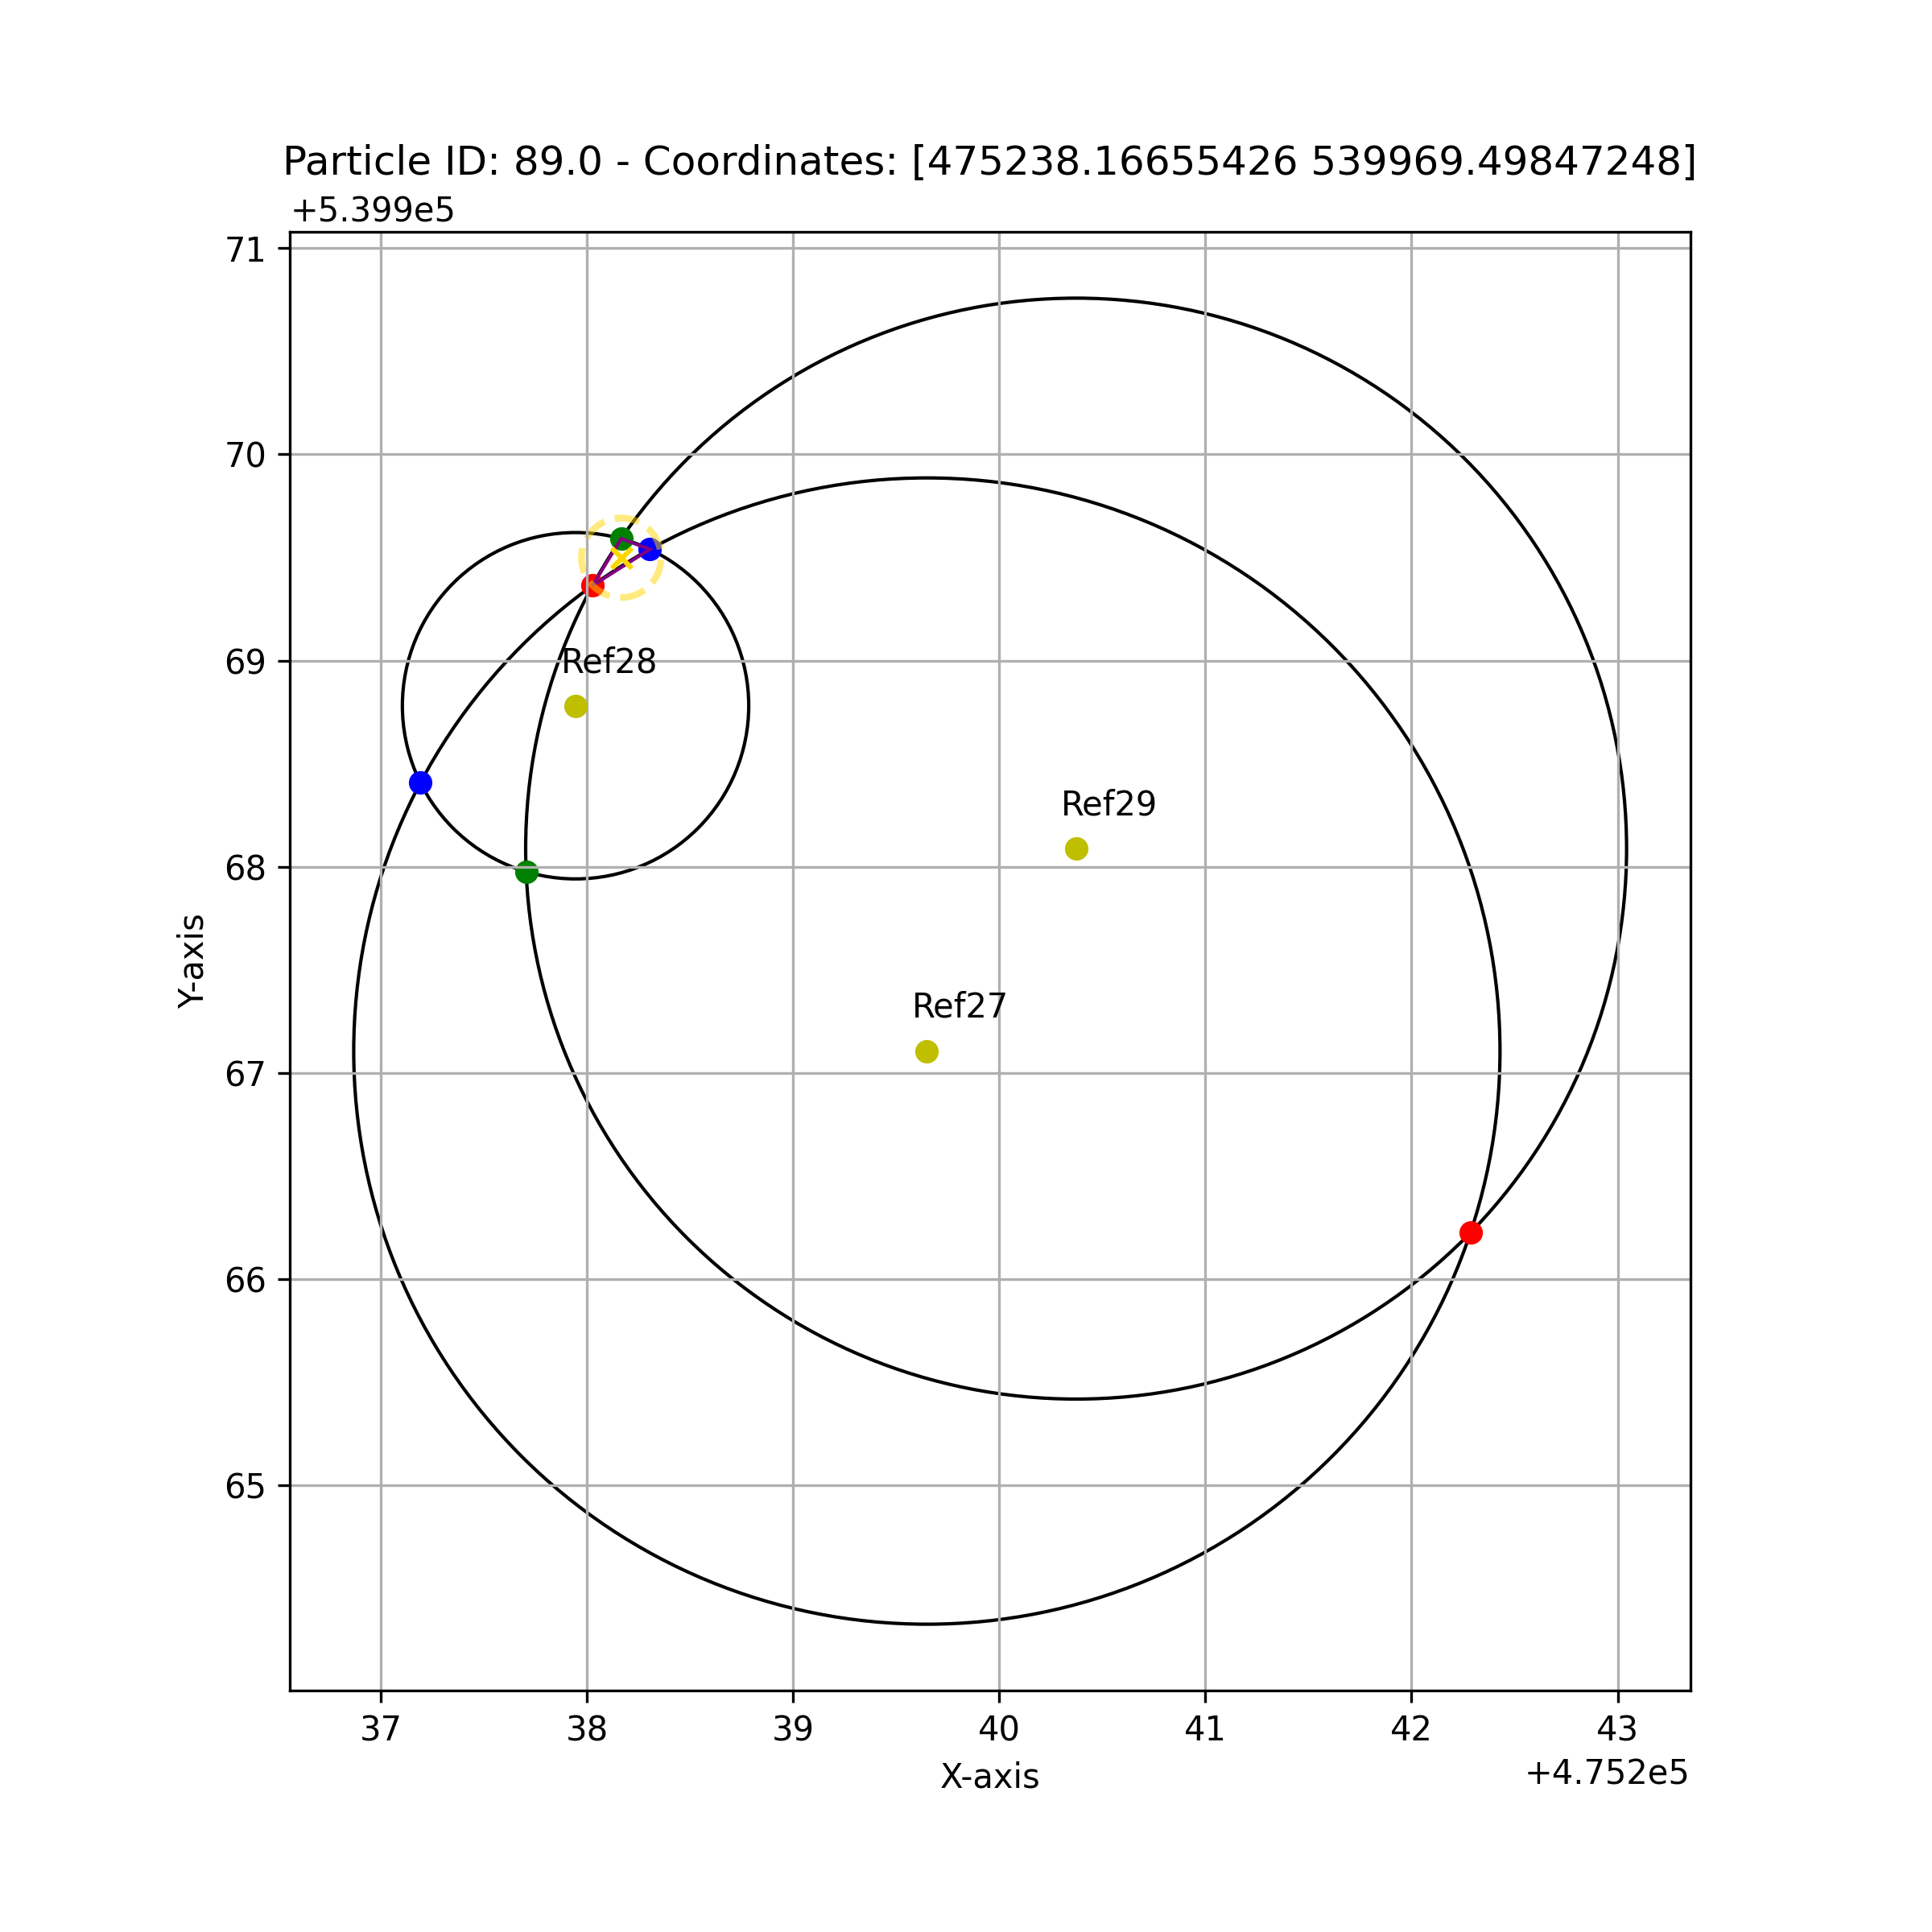 Particle ID: 89.0 - Coordinates: [475238.16655426 539969.49847248]
+5.399e5
71
70
69
68
67
66
65
Y-axis
Ref28
Ref29
Ref27
37 38 39 40 41 42 43
X-axis
+4.752e5